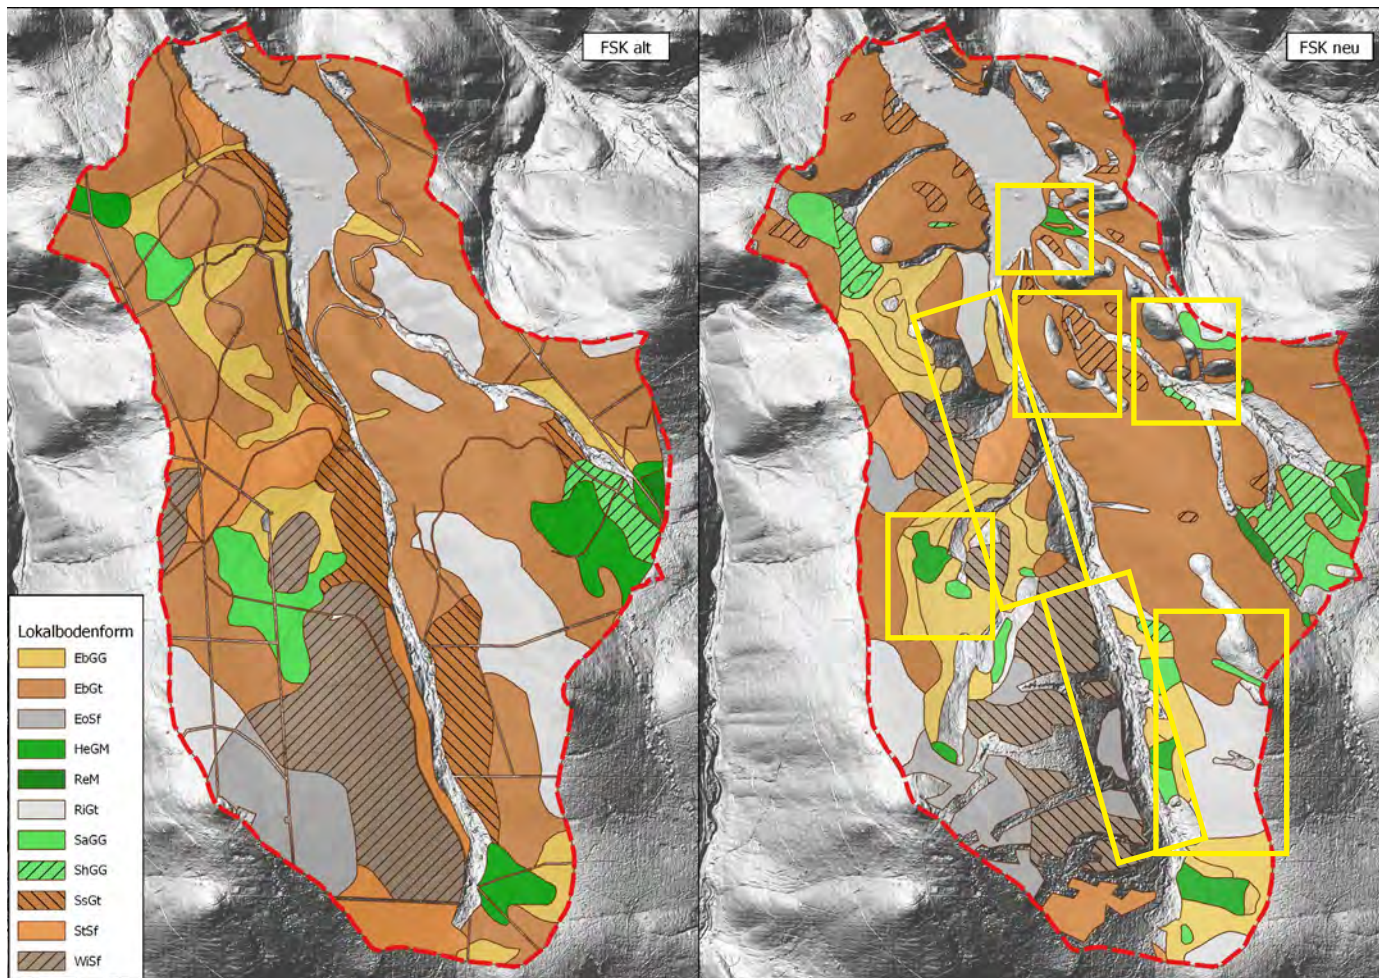 FSK alt
FSK neu
Lokalbodenform
EbGG
EbGt
EoSf
HeGM
ReM
RiGt
SaGG
ShGG
SsGt
StSf
WiSf